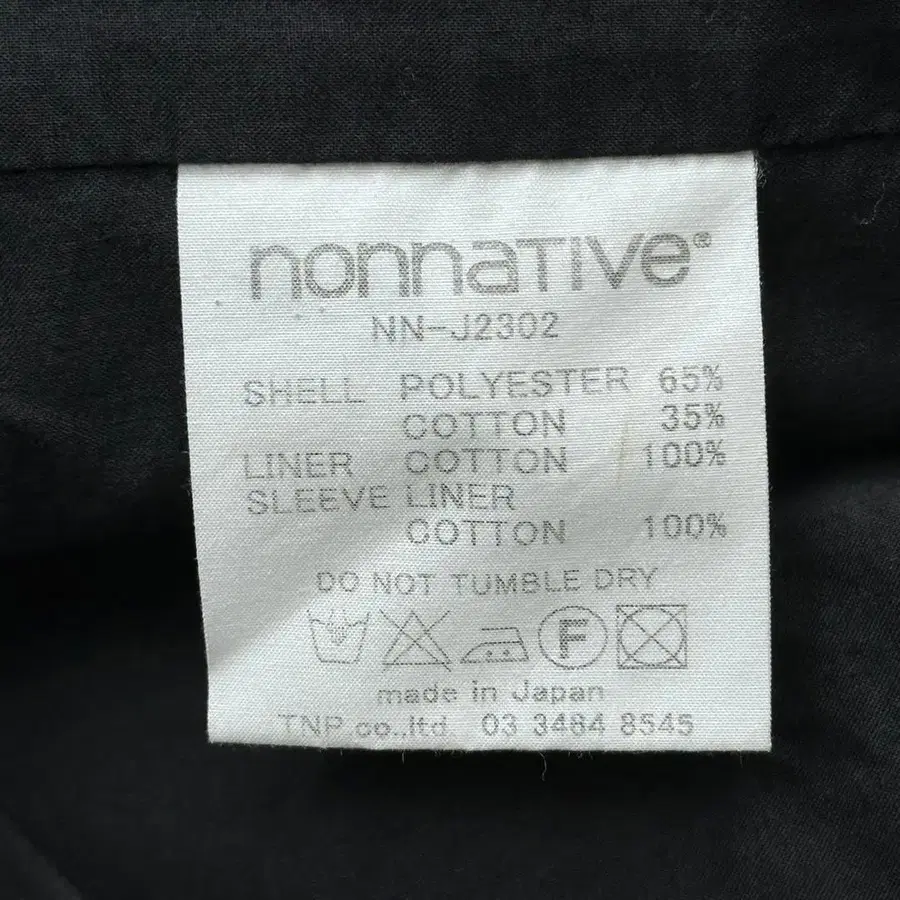 nonnaTIVe®
NN-J2302
SHELL POLYESTER 65%
COTTON 35%
LINER COTTON 100%
SLEEVE LINER
COTTON 100%
DO NOT TUMBLE DRY
F
made in Japan
TNP co.,ltd. 03 3484 8545